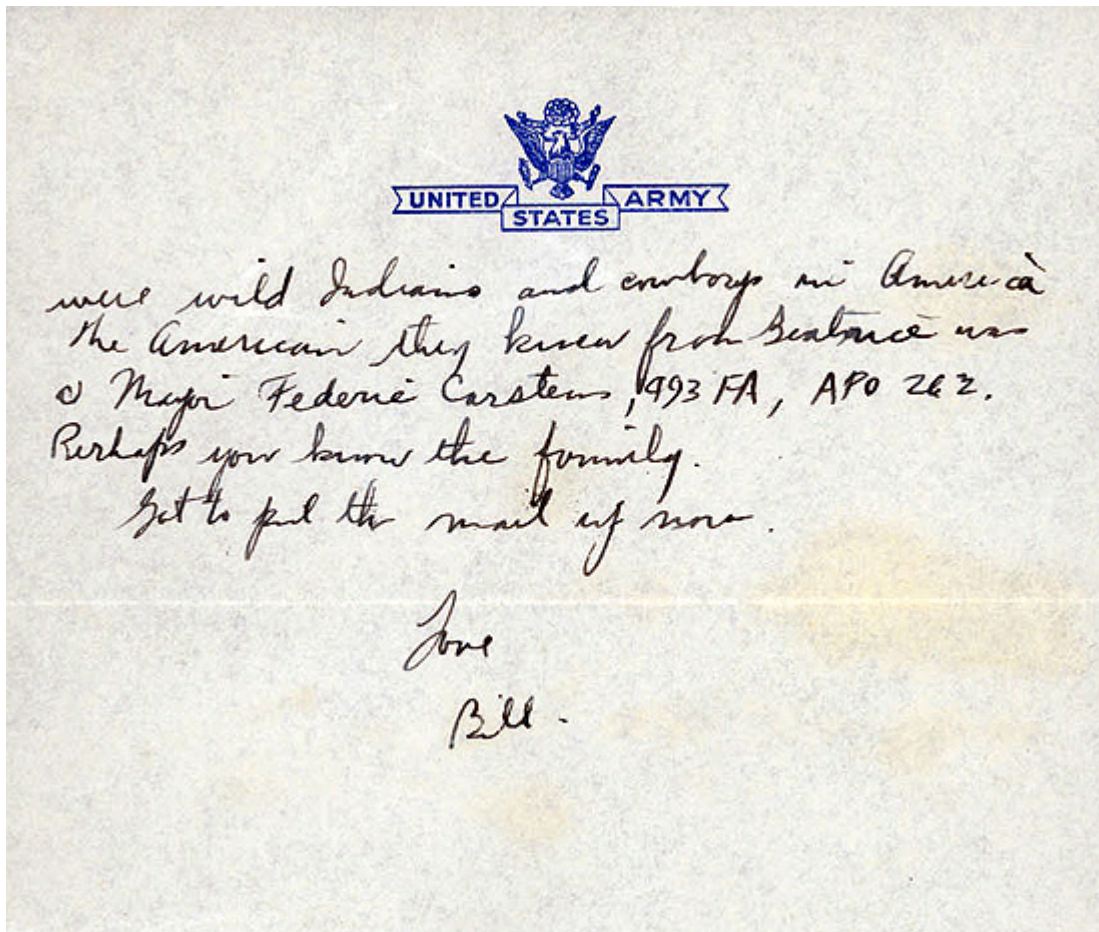 UNITED STATES ARMY
were wild Indians and cowboys in America
the American they knew from Beatrice was
a Major Federic Carstens, 493 FA, APO 262.
Perhaps you know the family.
Got to put the mail up now.
Love
Bill.